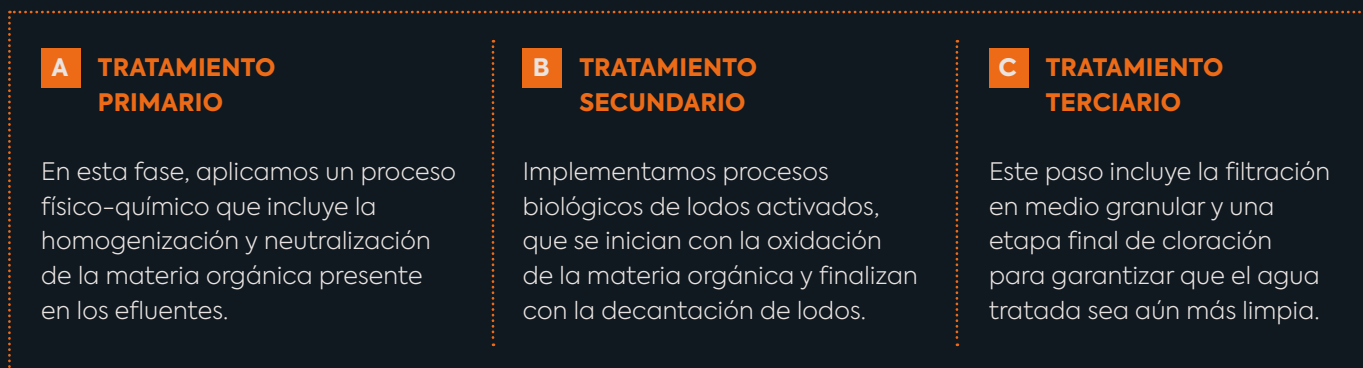 A
TRATAMIENTO
PRIMARIO
En esta fase, aplicamos un proceso
físico-químico que incluye la
homogenización y neutralización
de la materia orgánica presente
en los efluentes.
B
TRATAMIENTO
SECUNDARIO
Implementamos procesos
biológicos de lodos activados,
que se inician con la oxidación
de la materia orgánica y finalizan
con la decantación de lodos.
C
TRATAMIENTO
TERCIARIO
Este paso incluye la filtración
en medio granular y una
etapa final de cloración
para garantizar que el agua
tratada sea aún más limpia.